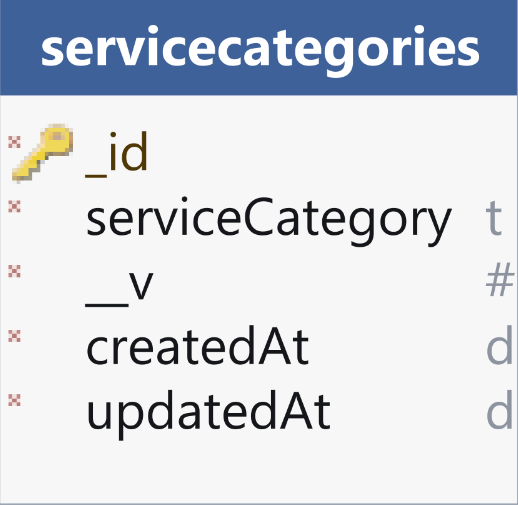 servicecategories
_id
serviceCategory t
__v #
createdAt d
updatedAt d